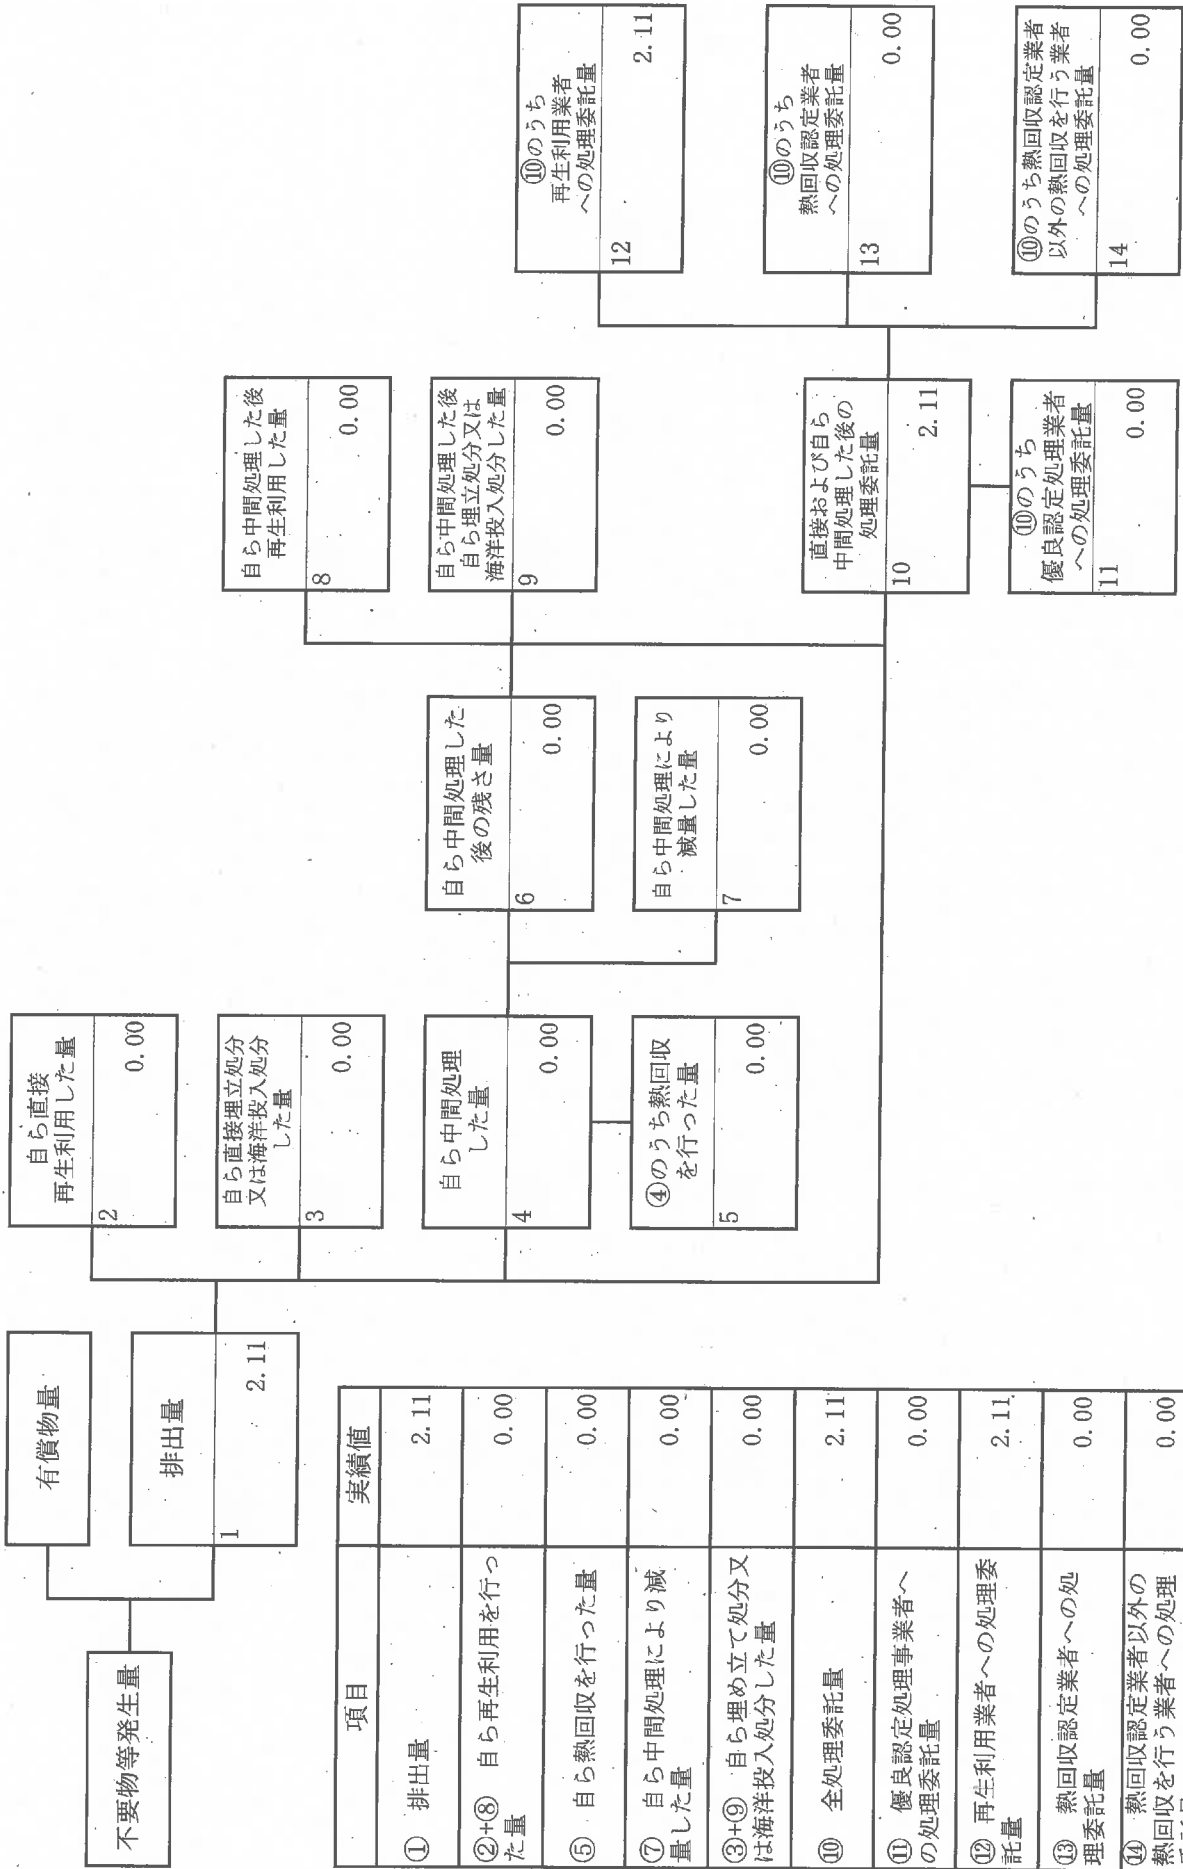 不要物等発生量
有償物量
排出量
1
2.11
自ら直接
再生利用した量
2
0.00
自ら直接埋立処分
又は海洋投入処分
した量
3
0.00
自ら中間処理
した量
4
0.00
④のうち熱回収
を行った量
5
0.00
自ら中間処理した
後の残さ量
6
0.00
自ら中間処理により
減量した量
7
0.00
自ら中間処理した後
再生利用した量
8
0.00
自ら中間処理した後
自ら埋立処分又は
海洋投入処分した量
9
0.00
直接および自ら
中間処理した後の
処理委託量
10
2.11
⑩のうち
優良認定処理業者
への処理委託量
11
0.00
⑩のうち
再生利用業者
への処理委託量
12
2.11
⑩のうち
熱回収認定業者
への処理委託量
13
0.00
⑩のうち熱回収認定業者
以外の熱回収を行う業者
への処理委託量
14
0.00
項目 実績値
① 排出量 2.11
②+⑧ 自ら再生利用を行っ
た量 0.00
⑤ 自ら熱回収を行った量 0.00
⑦ 自ら中間処理により減
量した量 0.00
③+⑨ 自ら埋め立て処分又
は海洋投入処分した量 0.00
⑩ 全処理委託量 2.11
⑪ 優良認定処理事業者へ
の処理委託量 0.00
⑫ 再生利用業者への処理委
託量 2.11
⑬ 熱回収認定業者への処
理委託量 0.00
⑭ 熱回収認定業者以外の
熱回収を行う業者への処理 0.00